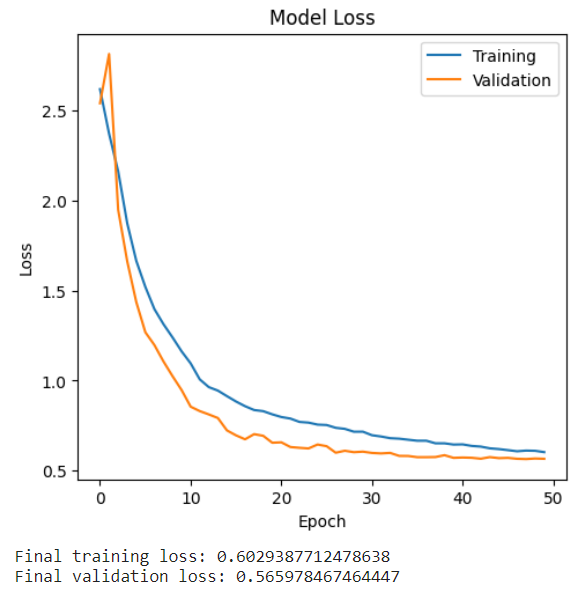 Model Loss
Training
Validation
2.5
2.0
1.5
1.0
0.5
Loss
0 10 20 30 40 50
Epoch
Final training loss: 0.6029387712478638
Final validation loss: 0.565978467464447